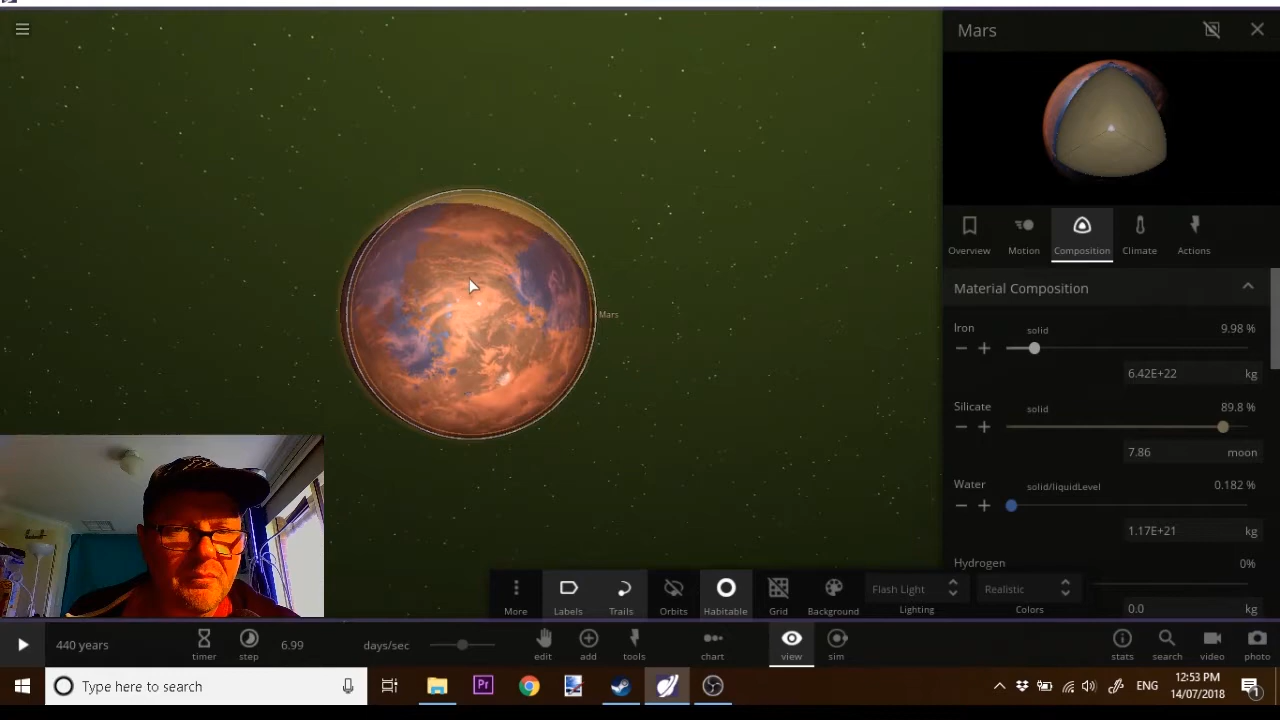 Mars
Mars
Overview Motion Composition Climate Actions
Material Composition
Iron solid 9.98 %
6.42E+22 kg
Silicate solid 89.8 %
7.86 moon
Water solid/liquidLevel 0.182 %
1.17E+21 kg
Hydrogen 0%
0.0 kg
More Labels Trails Orbits Habitable Grid Background
Flash Light
Lighting
Realistic
Colors
440 years
timer step
6.99 days/sec
edit add tools chart view sim stats search video photo
Type here to search
Pr
ENG
12:53 PM
14/07/2018
1